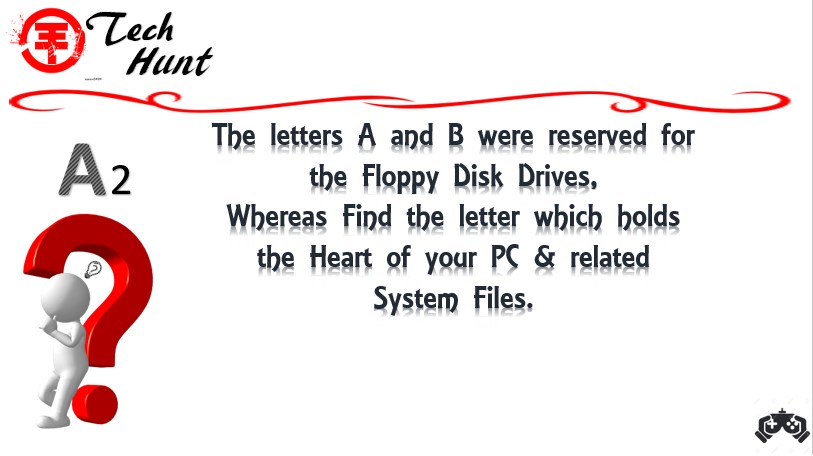 Tech
Hunt
A2
The letters A and B were reserved for
the Floppy Disk Drives,
Whereas Find the letter which holds
the Heart of your PC & related
System Files.